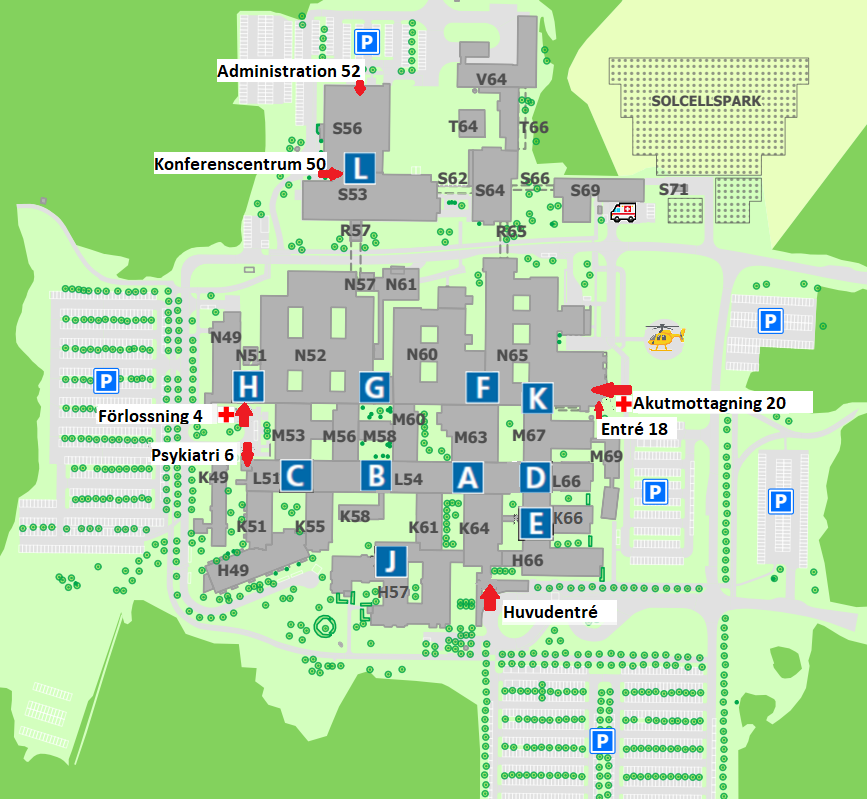 P
Administration 52
V64
SOLCELLSPARK
S56
T64
T66
Konferenscentrum 50
L
S62
S66
S53
S64
S69
S71
R57
R65
N57
N61
P
N49
N51
N52
N60
N65
P
H
G
F
K
Akutmottagning 20
Förlossning 4
M60
Entré 18
M53
M56
M58
M63
M67
Psykiatri 6
M69
K49
L51
C
B
L54
A
D
L66
P
P
K58
K51
K55
K61
K64
E
K66
H49
J
H66
H57
Huvudentré
P